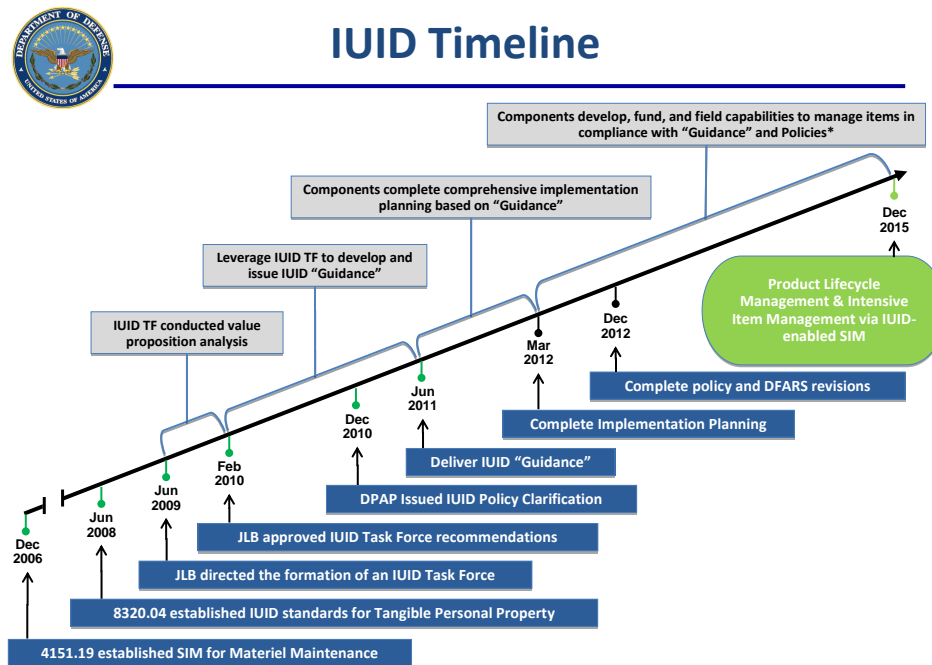 IUID Timeline
DEPARTMENT OF DEFENSE
UNITED STATES OF AMERICA
Components develop, fund, and field capabilities to manage items in
compliance with “Guidance” and Policies*
Components complete comprehensive implementation
planning based on “Guidance”
Leverage IUID TF to develop and
issue IUID “Guidance”
IUID TF conducted value
proposition analysis
Dec
2015
Product Lifecycle
Management & Intensive
Item Management via IUID-
enabled SIM
Dec
2012
Complete policy and DFARS revisions
Mar
2012
Complete Implementation Planning
Jun
2011
Deliver IUID “Guidance”
Dec
2010
DPAP Issued IUID Policy Clarification
Feb
2010
JLB approved IUID Task Force recommendations
Jun
2009
JLB directed the formation of an IUID Task Force
Jun
2008
8320.04 established IUID standards for Tangible Personal Property
Dec
2006
4151.19 established SIM for Materiel Maintenance